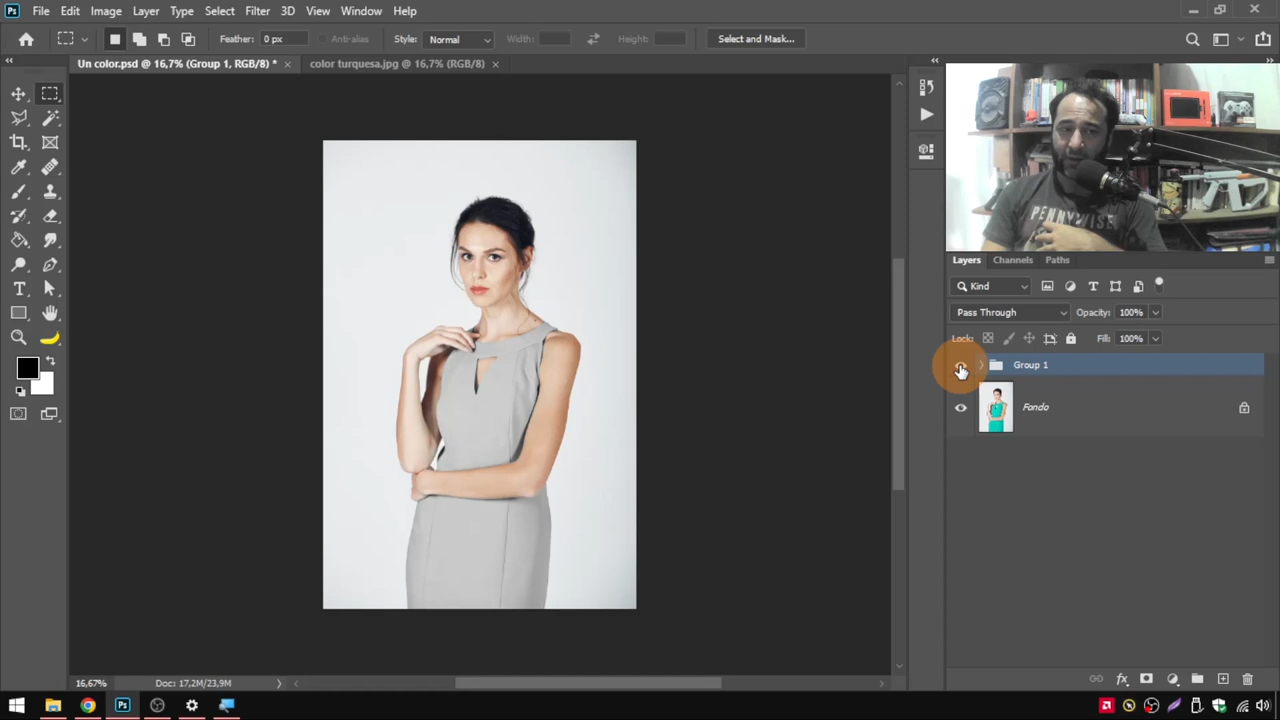 Ps File Edit Image Layer Type Select Filter 3D View Window Help
Feather: 0 px Anti-alias Style: Normal Width: Height: Select and Mask...
Un color.psd @ 16,7% (Group 1, RGB/8) * × color turquesa.jpg @ 16,7% (RGB/8) ×
PENNYWISE
Layers Channels Paths
Kind
Pass Through Opacity: 100%
Lock: Fill: 100%
Group 1
Fondo
16,67% Doc: 17,2M/23,9M
Ps